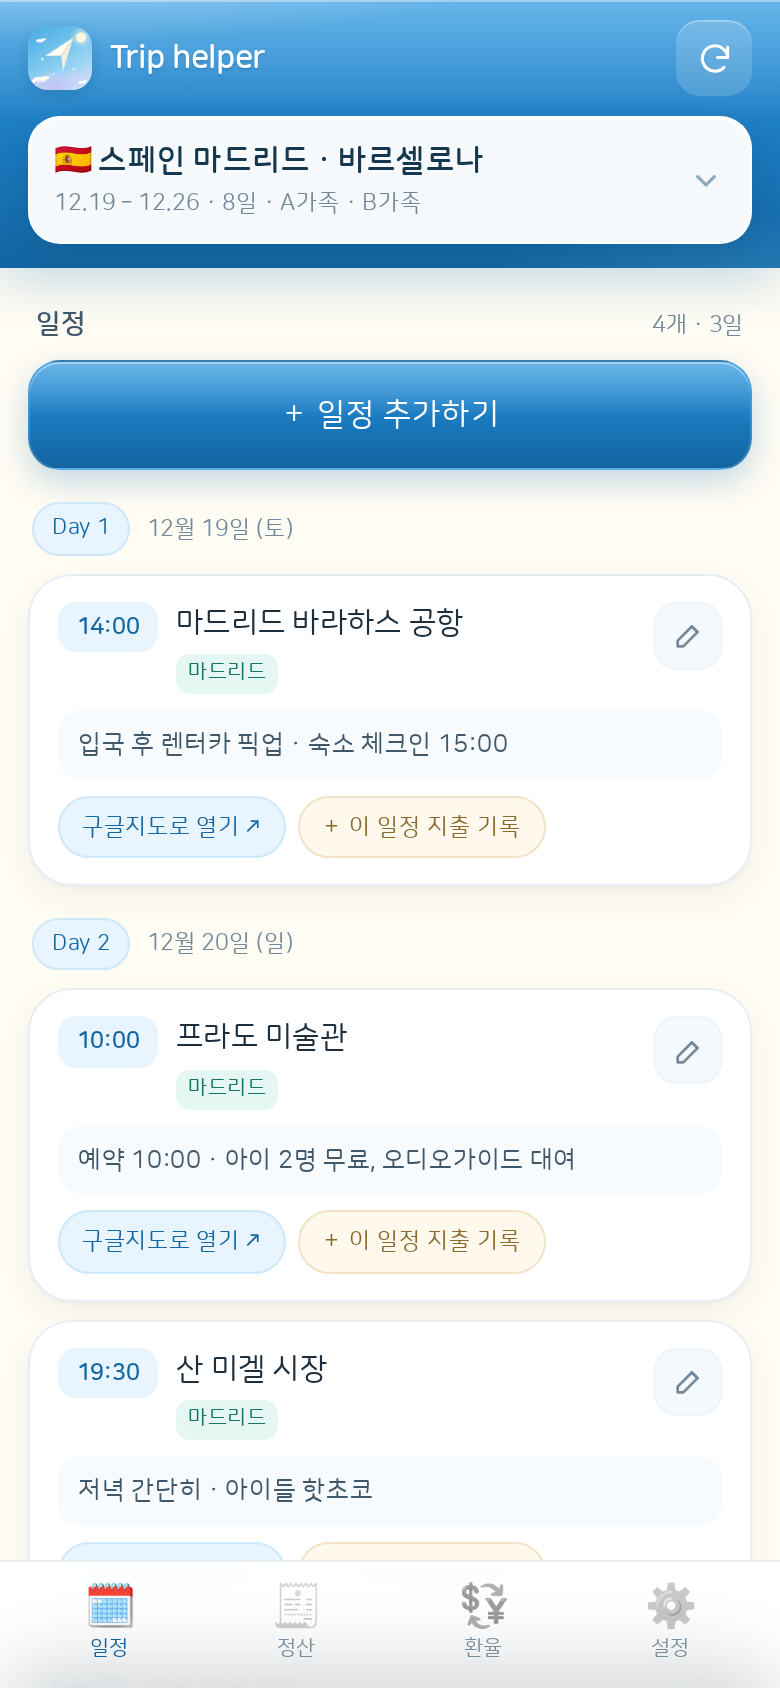 Trip helper
🇪🇸 스페인 마드리드 · 바르셀로나
12.19 – 12.26 · 8일 · A가족 · B가족
일정 4개 · 3일
+ 일정 추가하기
Day 1 12월 19일 (토)
14:00 마드리드 바라하스 공항
마드리드
입국 후 렌터카 픽업 · 숙소 체크인 15:00
구글지도로 열기 ↗ + 이 일정 지출 기록
Day 2 12월 20일 (일)
10:00 프라도 미술관
마드리드
예약 10:00 · 아이 2명 무료, 오디오가이드 대여
구글지도로 열기 ↗ + 이 일정 지출 기록
19:30 산 미겔 시장
마드리드
저녁 간단히 · 아이들 핫초코
일정 정산 환율 설정